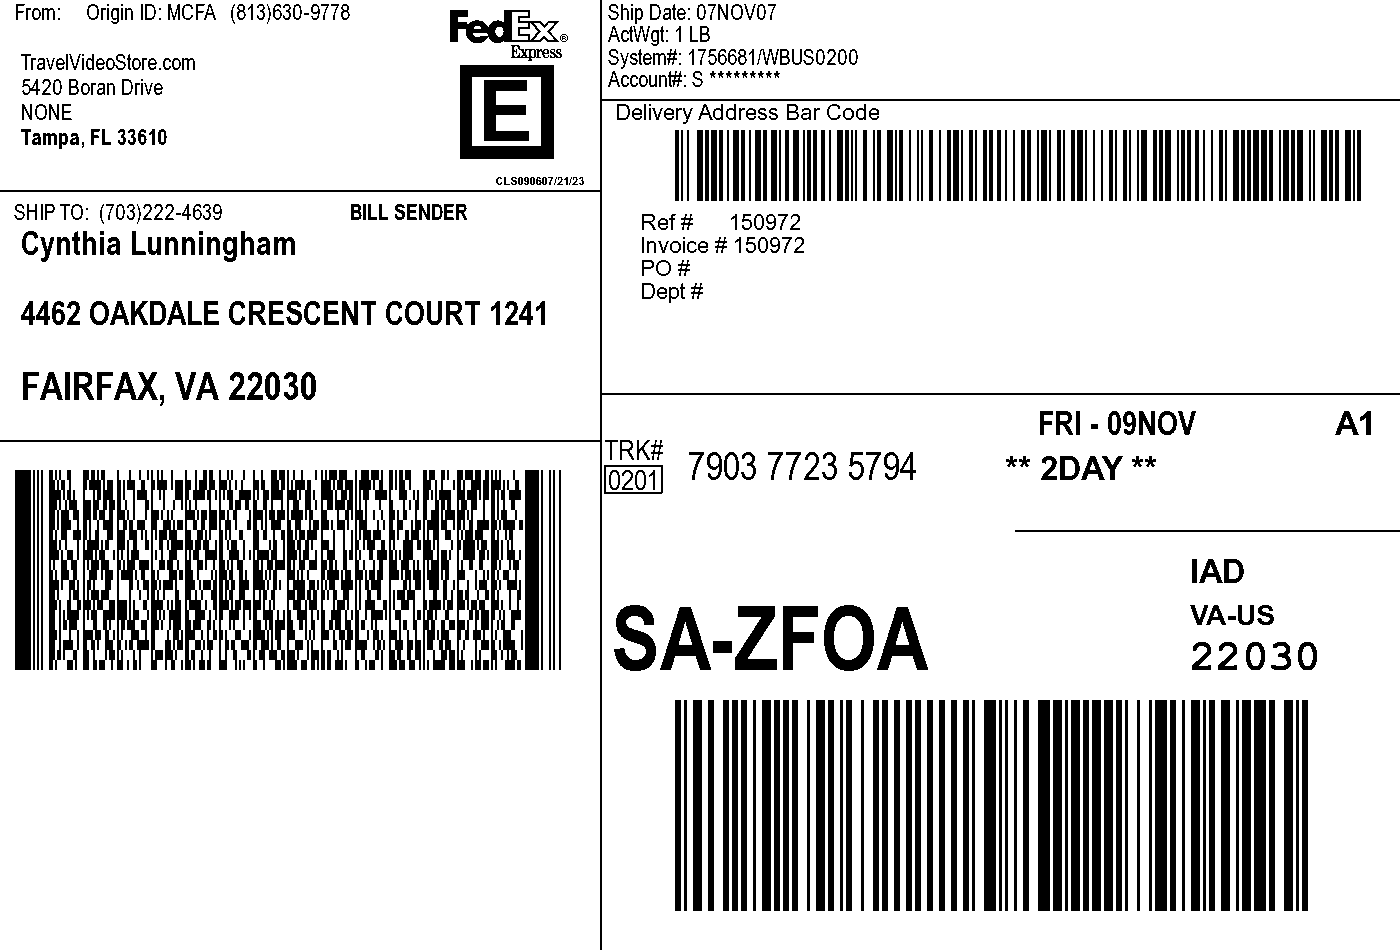 From: Origin ID: MCFA (813)630-9778
TravelVideoStore.com
5420 Boran Drive
NONE
Tampa, FL 33610
FedEx®
Express
E
CLS090607/21/23
SHIP TO: (703)222-4639 BILL SENDER
Cynthia Lunningham
4462 OAKDALE CRESCENT COURT 1241
FAIRFAX, VA 22030
Ship Date: 07NOV07
ActWgt: 1 LB
System#: 1756681/WBUS0200
Account#: S *********
Delivery Address Bar Code
Ref # 150972
Invoice # 150972
PO #
Dept #
FRI - 09NOV A1
TRK# 7903 7723 5794 ** 2DAY **
0201
IAD
SA-ZFOA VA-US
22030